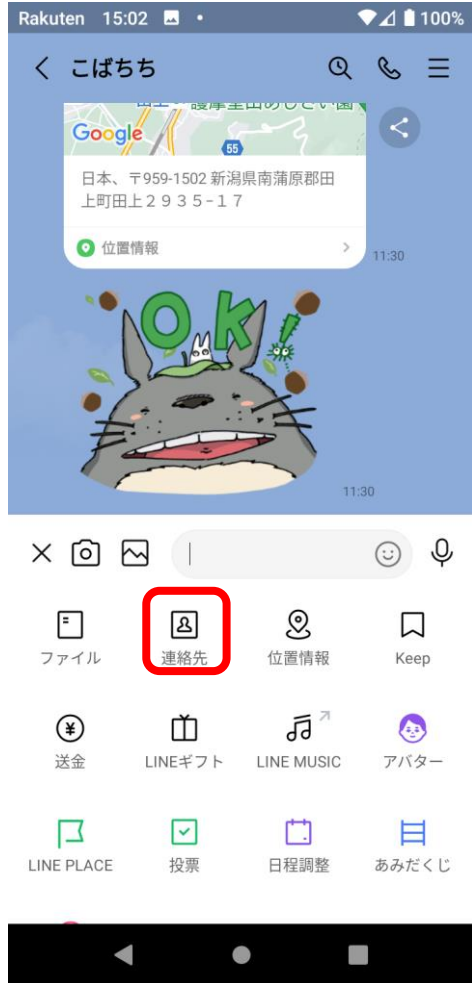 Rakuten 15:02 100%
こばちち
Google
55
日本、〒959-1502 新潟県南蒲原郡田
上町田上２９３５−１７
位置情報
11:30
OK!
11:30
ファイル
連絡先
位置情報
Keep
送金
LINEギフト
LINE MUSIC
アバター
LINE PLACE
投票
日程調整
あみだくじ